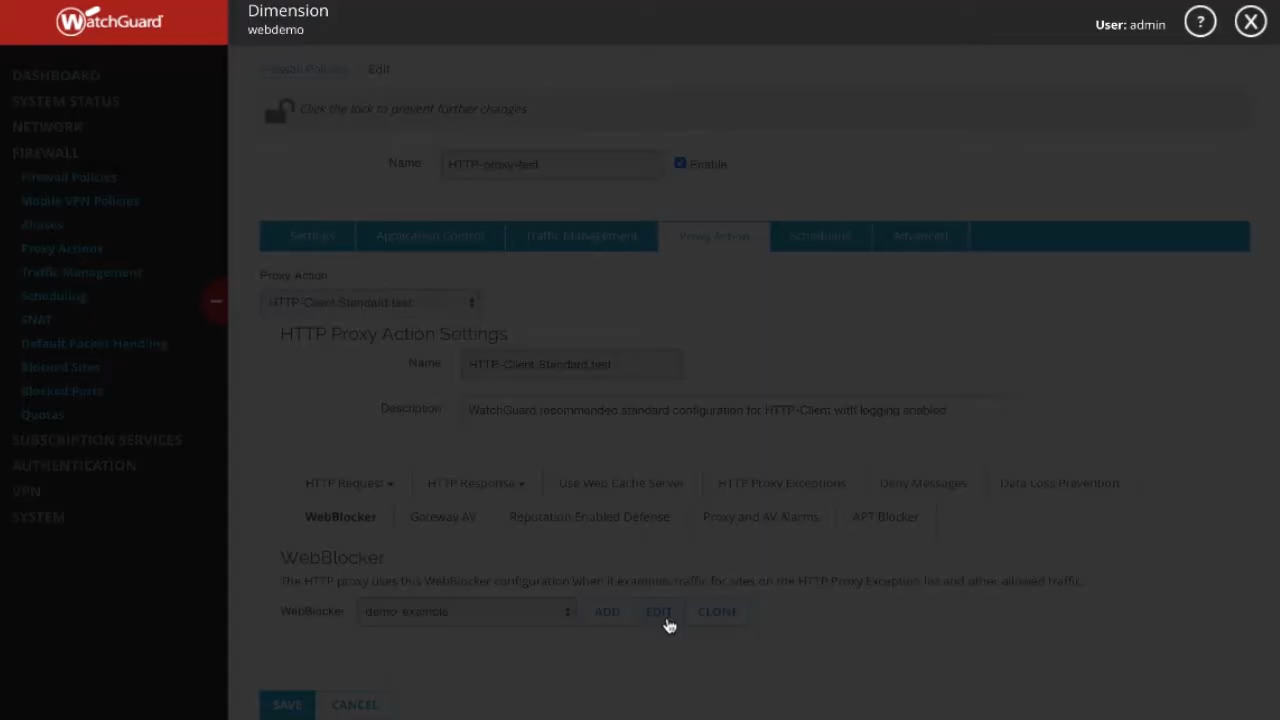 WatchGuard
Dimension
webdemo
User: admin
?
X
DASHBOARD
SYSTEM STATUS
NETWORK
FIREWALL
Firewall Policies
Mobile VPN Policies
Aliases
Proxy Actions
Traffic Management
Scheduling
SNAT
Default Packet Handling
Blocked Sites
Blocked Ports
Quotas
SUBSCRIPTION SERVICES
AUTHENTICATION
VPN
SYSTEM
Firewall Policies / Edit
Click the lock to prevent further changes
Name HTTP-proxy-test Enable
Settings Application Control Traffic Management Proxy Action Scheduling Advanced
Proxy Action
HTTP-Client.Standard.test
HTTP Proxy Action Settings
Name HTTP-Client.Standard.test
Description WatchGuard recommended standard configuration for HTTP-Client with logging enabled
HTTP Request HTTP Response Use Web Cache Server HTTP Proxy Exceptions Deny Messages Data Loss Prevention
WebBlocker Gateway AV Reputation Enabled Defense Proxy and AV Alarms APT Blocker
WebBlocker
The HTTP proxy uses this WebBlocker configuration when it examines traffic for sites on the HTTP Proxy Exception list and other allowed traffic.
WebBlocker demo_example ADD EDIT CLONE
SAVE CANCEL